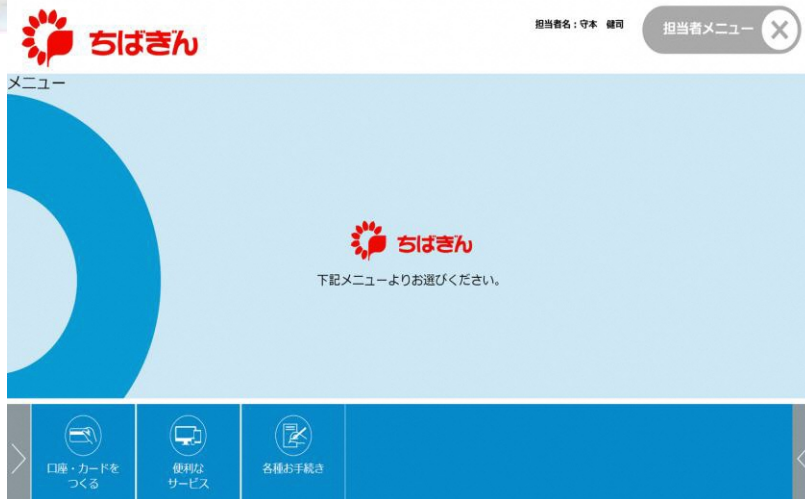 ちばぎん
担当者名：守本　健司
担当者メニュー
メニュー
ちばぎん
下記メニューよりお選びください。
口座・カードを
つくる
便利な
サービス
各種お手続き